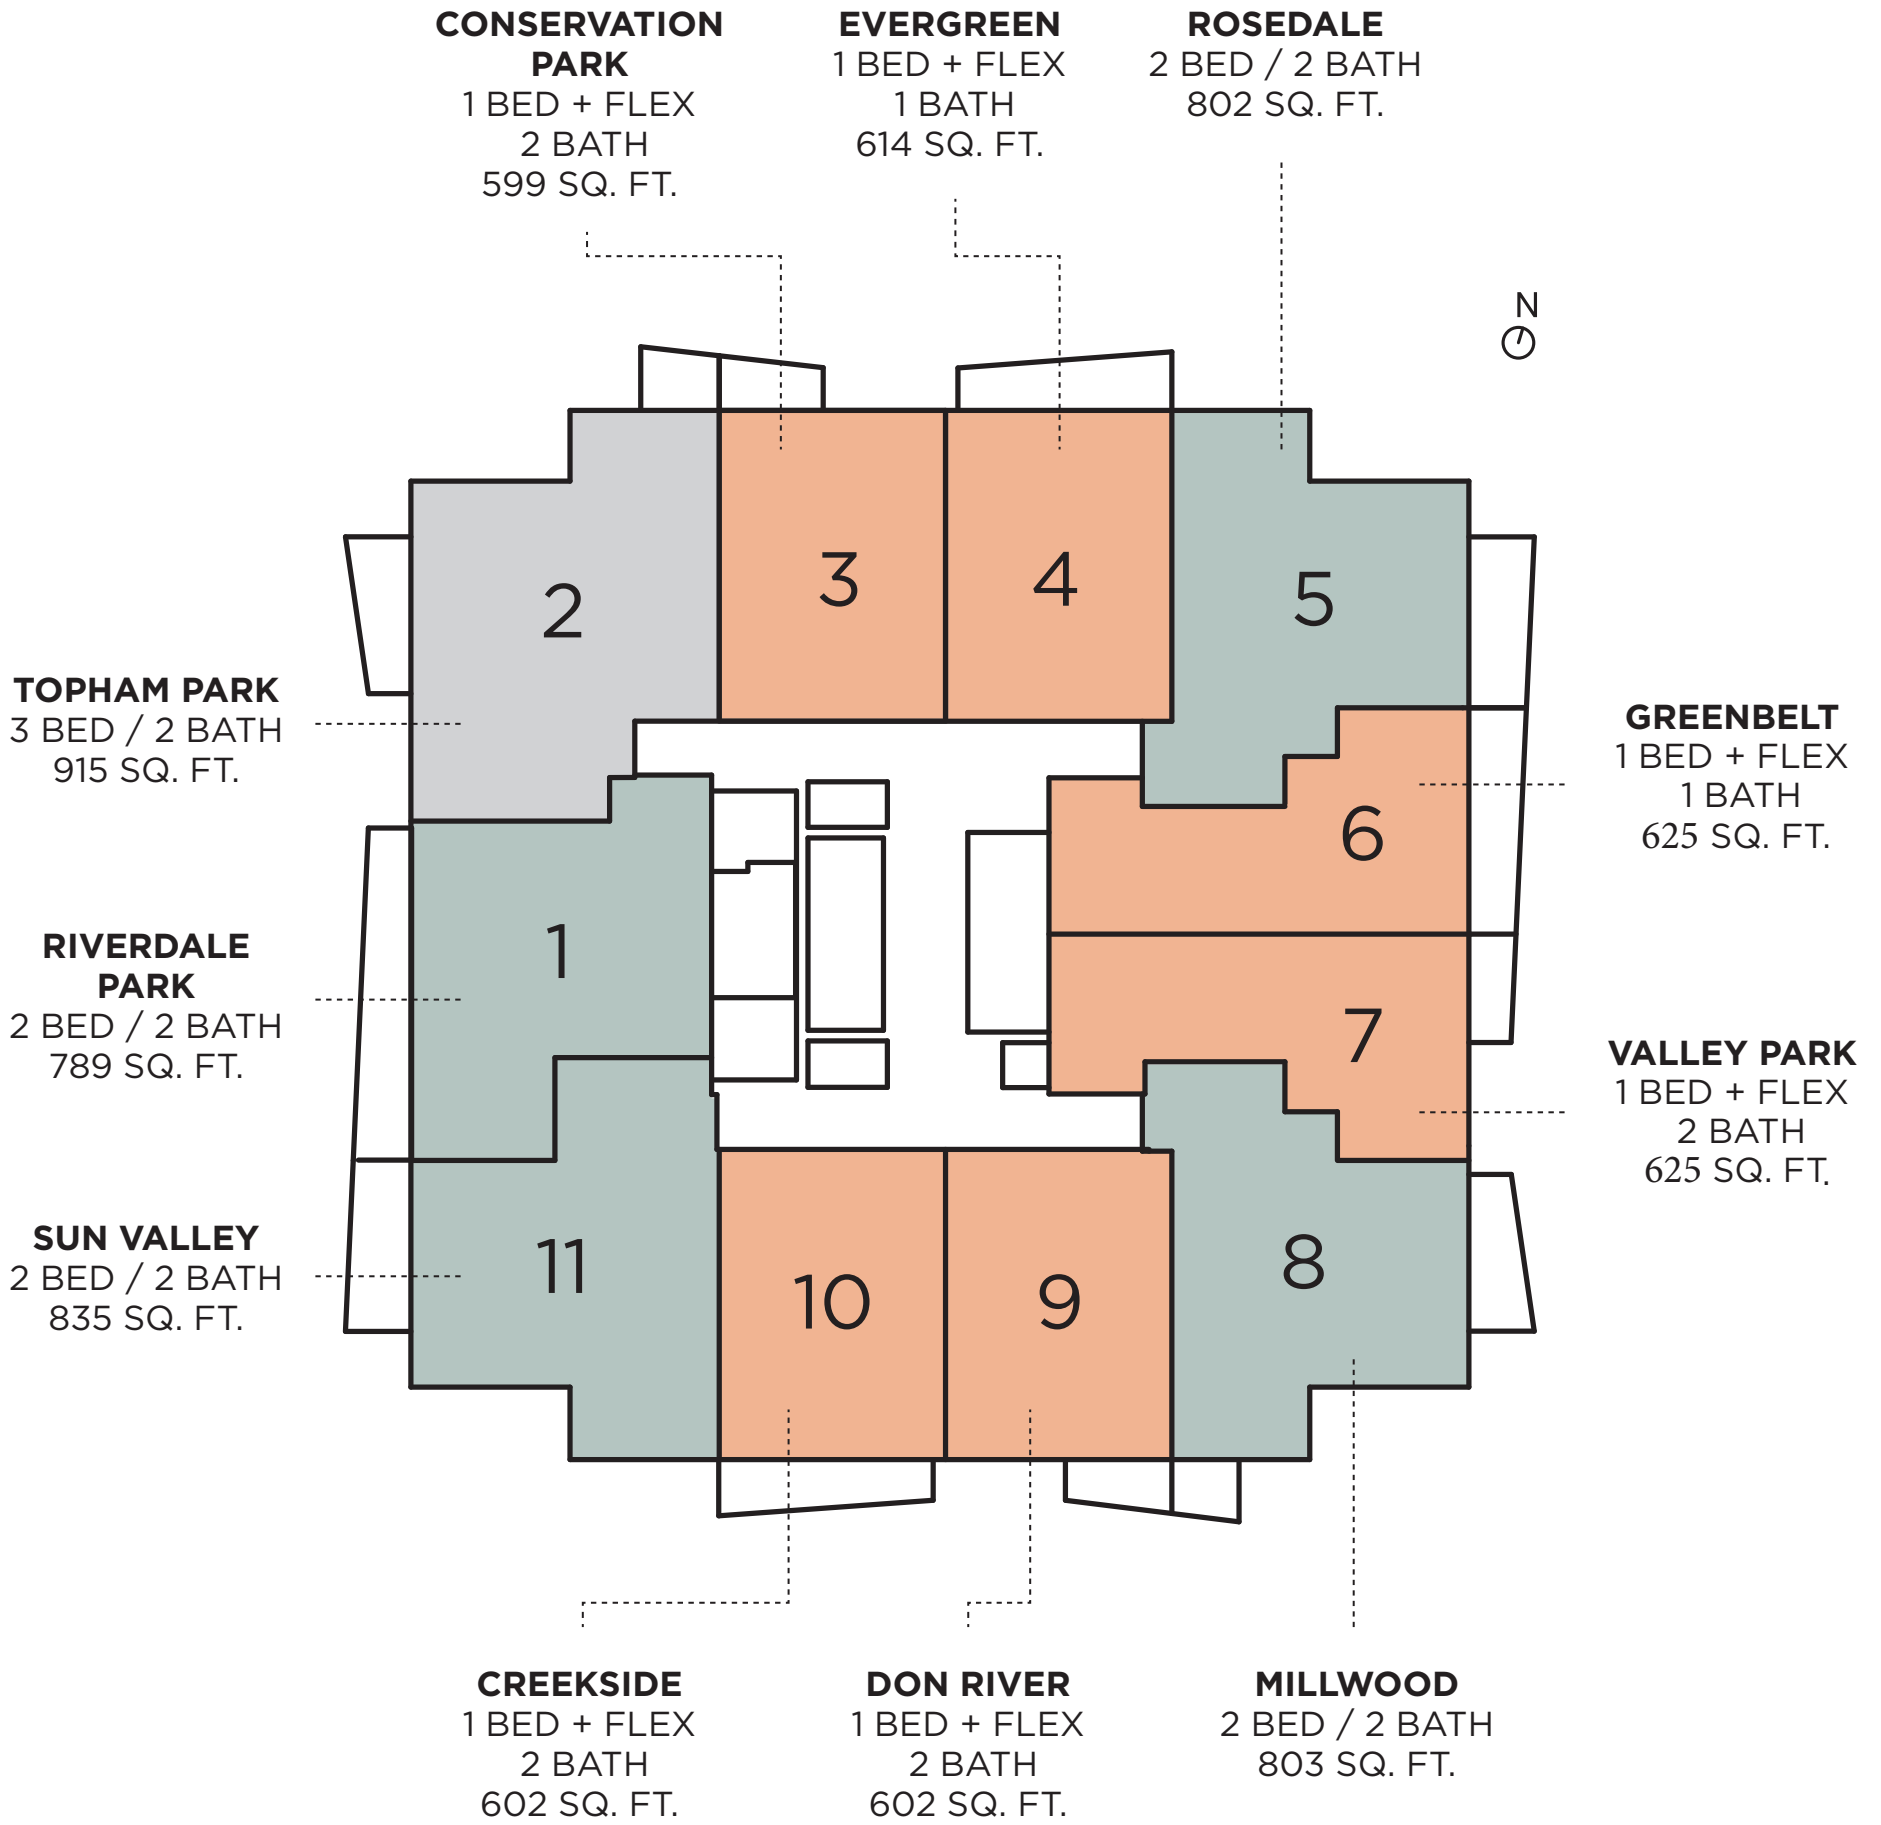 CONSERVATION
PARK
1 BED + FLEX
2 BATH
599 SQ. FT.
EVERGREEN
1 BED + FLEX
1 BATH
614 SQ. FT.
ROSEDALE
2 BED / 2 BATH
802 SQ. FT.
N
2
3
4
5
TOPHAM PARK
3 BED / 2 BATH
915 SQ. FT.
GREENBELT
1 BED + FLEX
1 BATH
625 SQ. FT.
6
1
RIVERDALE
PARK
2 BED / 2 BATH
789 SQ. FT.
7
VALLEY PARK
1 BED + FLEX
2 BATH
625 SQ. FT.
SUN VALLEY
2 BED / 2 BATH
835 SQ. FT.
11
10
9
8
CREEKSIDE
1 BED + FLEX
2 BATH
602 SQ. FT.
DON RIVER
1 BED + FLEX
2 BATH
602 SQ. FT.
MILLWOOD
2 BED / 2 BATH
803 SQ. FT.